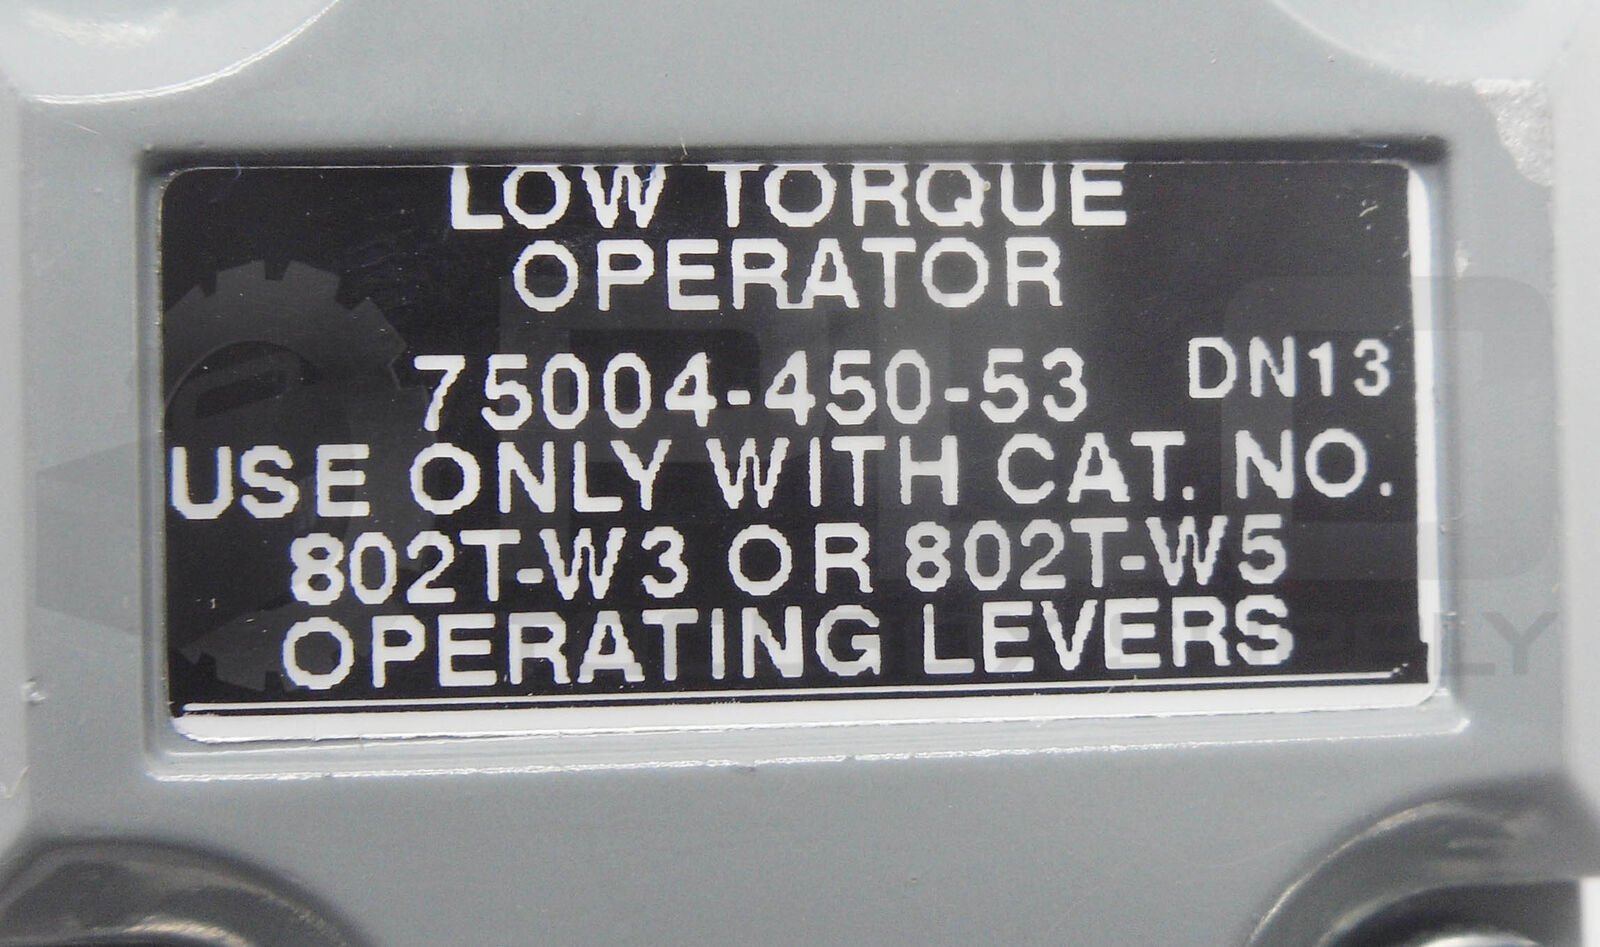 LOW TORQUE
OPERATOR
75004-450-53 DN13
USE ONLY WITH CAT. NO.
802T-W3 OR 802T-W5
OPERATING LEVERS